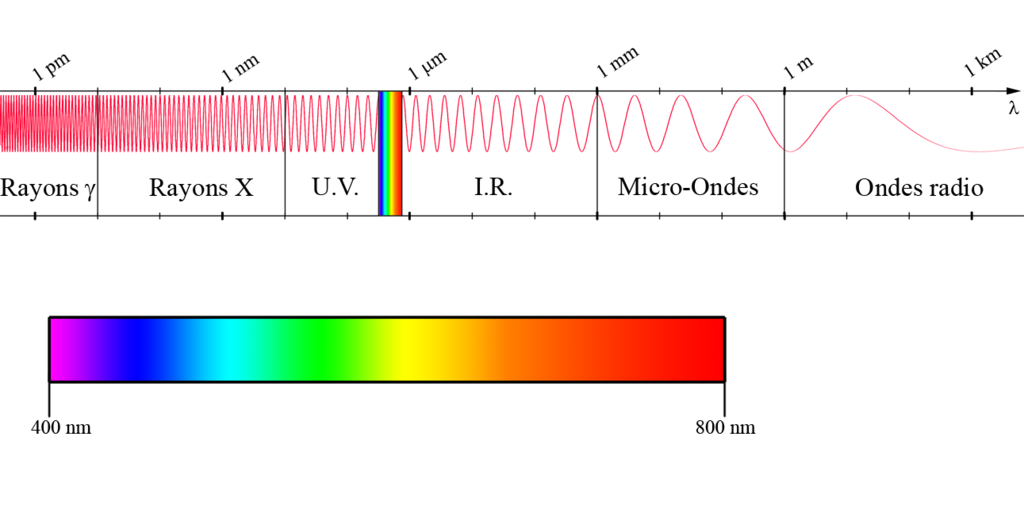 1 pm
1 nm
1 μm
1 mm
1 m
1 km
λ
Rayons γ
Rayons X
U.V.
I.R.
Micro-Ondes
Ondes radio
400 nm
800 nm